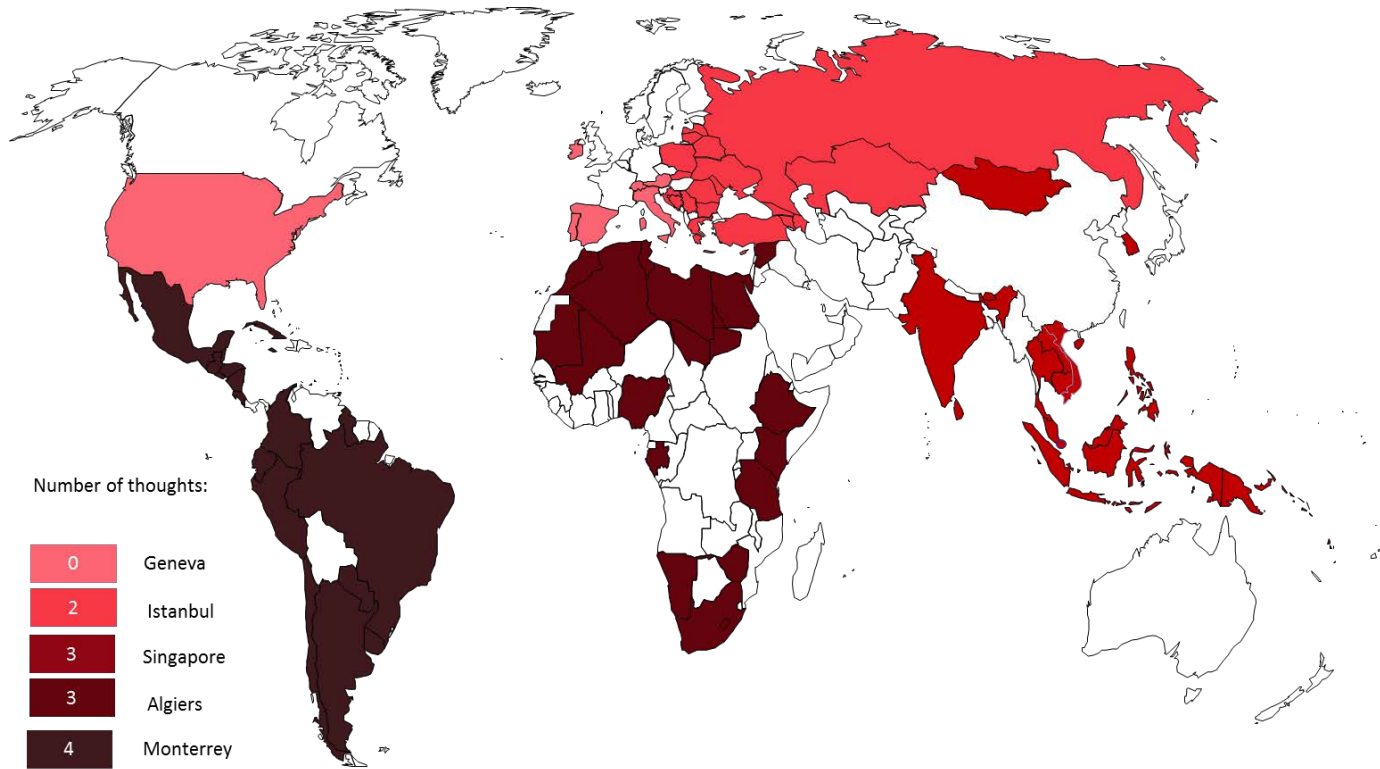 Number of thoughts:
0 Geneva
2 Istanbul
3 Singapore
3 Algiers
4 Monterrey